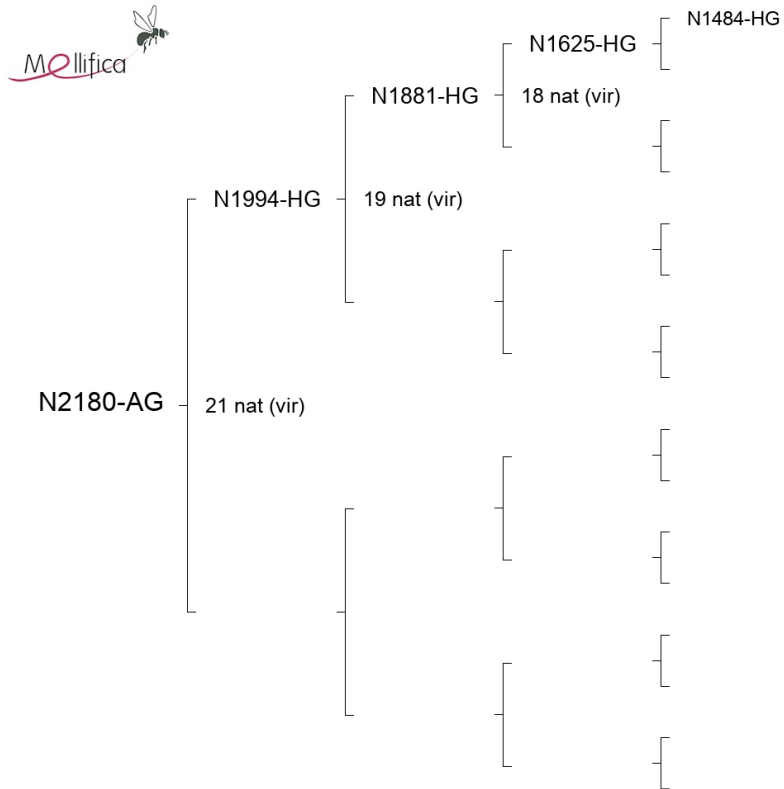 Mellifica
N1484-HG
N1625-HG
N1881-HG
18 nat (vir)
N1994-HG
19 nat (vir)
N2180-AG
21 nat (vir)